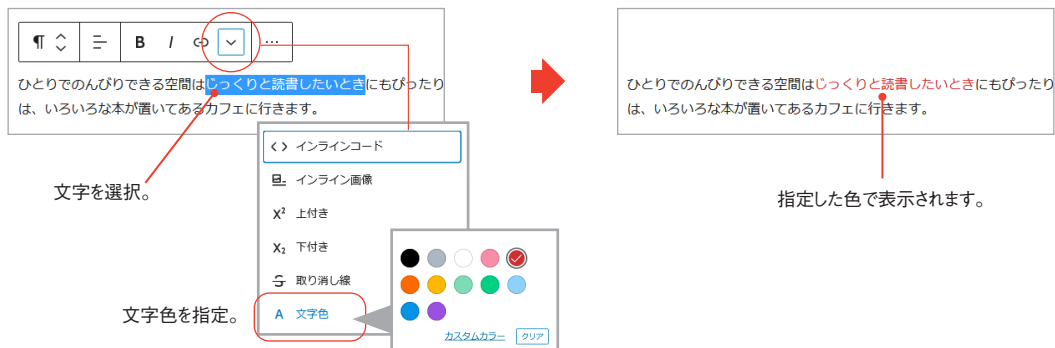 ¶ B I ⋯
ひとりでのんびりできる空間はじっくりと読書したいときにもぴったり
は、いろいろな本が置いてあるカフェに行きます。
<> インラインコード
インライン画像
X² 上付き
X₂ 下付き
S 取り消し線
A 文字色
カスタムカラー クリア
文字を選択。
文字色を指定。
ひとりでのんびりできる空間はじっくりと読書したいときにもぴったり
は、いろいろな本が置いてあるカフェに行きます。
指定した色で表示されます。